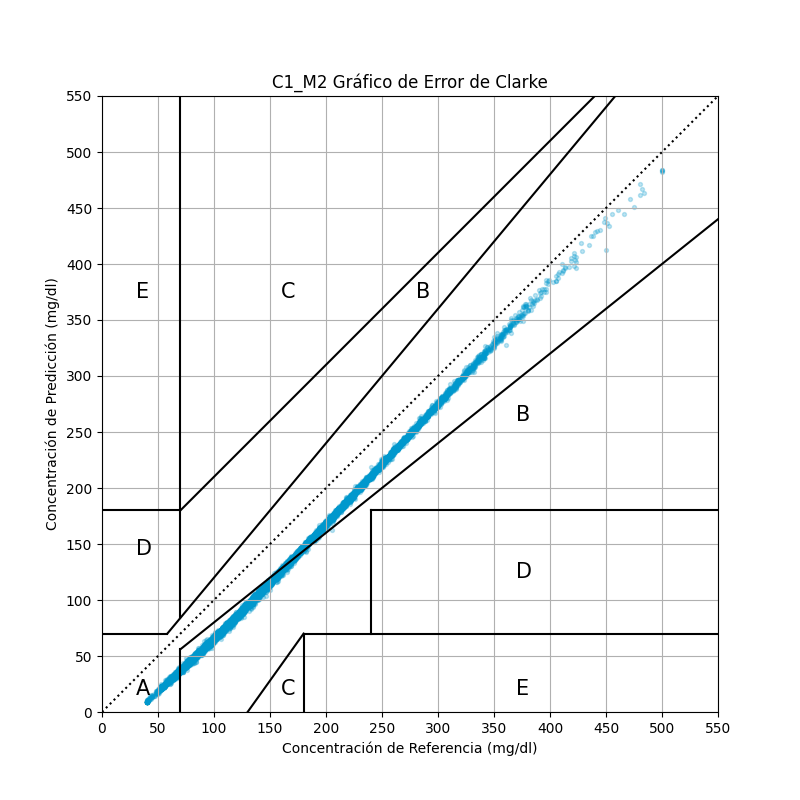 C1_M2 Gráfico de Error de Clarke
Concentración de Predicción (mg/dl)
550
500
450
400
350
300
250
200
150
100
50
0
E
C
B
B
D
D
A
C
E
0 50 100 150 200 250 300 350 400 450 500 550
Concentración de Referencia (mg/dl)